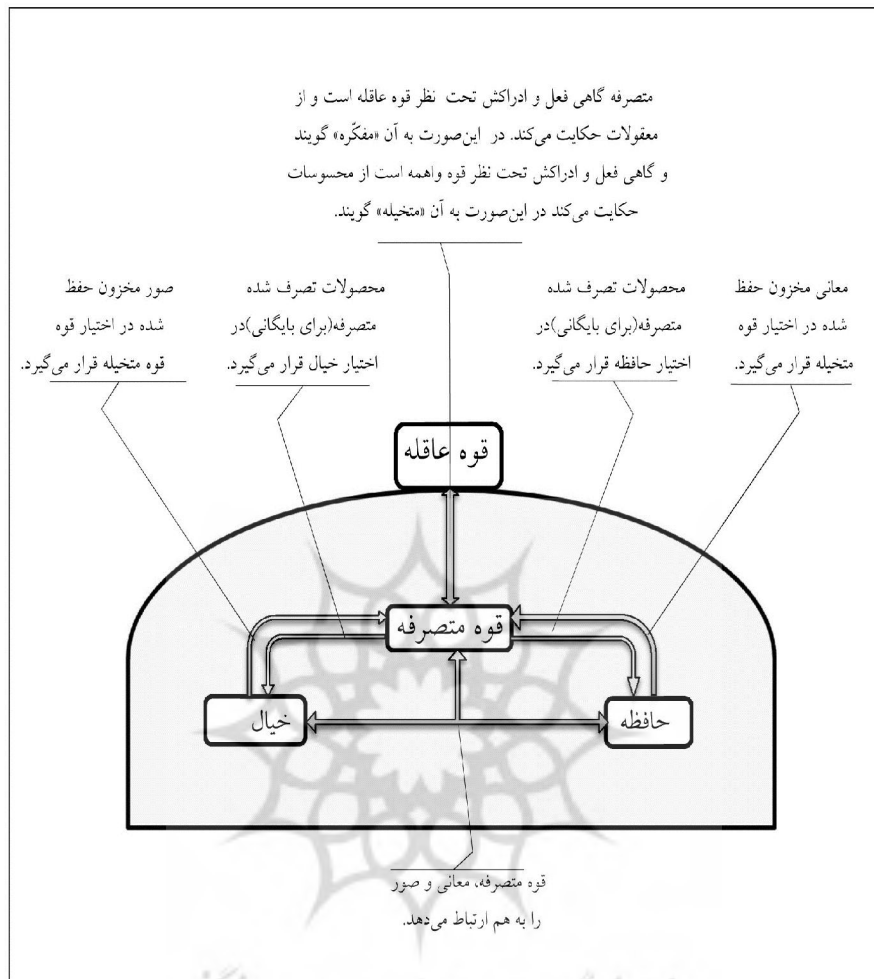 متصرفه گاهی فعل و ادراکش تحت نظر قوه عاقله است و از
معقولات حکایت می‌کند. در این‌صورت به آن «مفکّره» گویند
و گاهی فعل و ادراکش تحت نظر قوه واهمه است از محسوسات
حکایت می‌کند در این‌صورت به آن «متخیله» گویند.
معانی مخزون حفظ
شده در اختیار قوه
متخیله قرار می‌گیرد.
محصولات تصرف شده
متصرفه(برای بایگانی)در
اختیار حافظه قرار می‌گیرد.
محصولات تصرف شده
متصرفه(برای بایگانی)در
اختیار خیال قرار می‌گیرد.
صور مخزون حفظ
شده در اختیار قوه
قوه متخیله قرار می‌گیرد.
قوه عاقله
قوه متصرفه
حافظه
خیال
قوه متصرفه، معانی و صور
را به هم ارتباط می‌دهد.